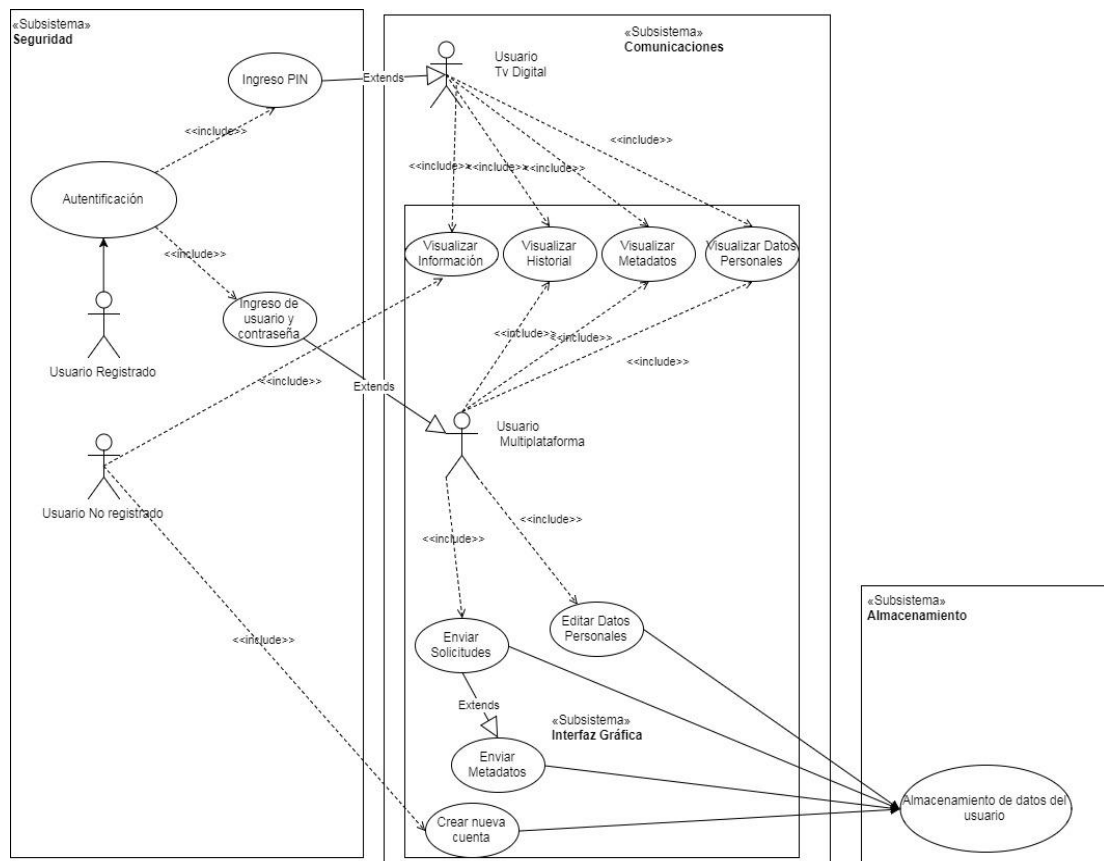 «Subsistema»
Seguridad
«Subsistema»
Comunicaciones
Usuario
Tv Digital
Ingreso PIN
Extends
<<include>>
<<include>>
<<include>>
<<include>>
<<include>>
Autentificación
<<include>>
Visualizar
Información
Visualizar
Historial
Visualizar
Metadatos
Visualizar Datos
Personales
Ingreso de
usuario y
contraseña
<<include>>
<<include>>
<<include>>
Usuario Registrado
<<include>>
Extends
Usuario
Multiplataforma
Usuario No registrado
<<include>>
<<include>>
«Subsistema»
Almacenamiento
Editar Datos
Personales
Enviar
Solicitudes
<<include>>
Extends
«Subsistema»
Interfaz Gráfica
Enviar
Metadatos
Almacenamiento de datos del
usuario
Crear nueva
cuenta